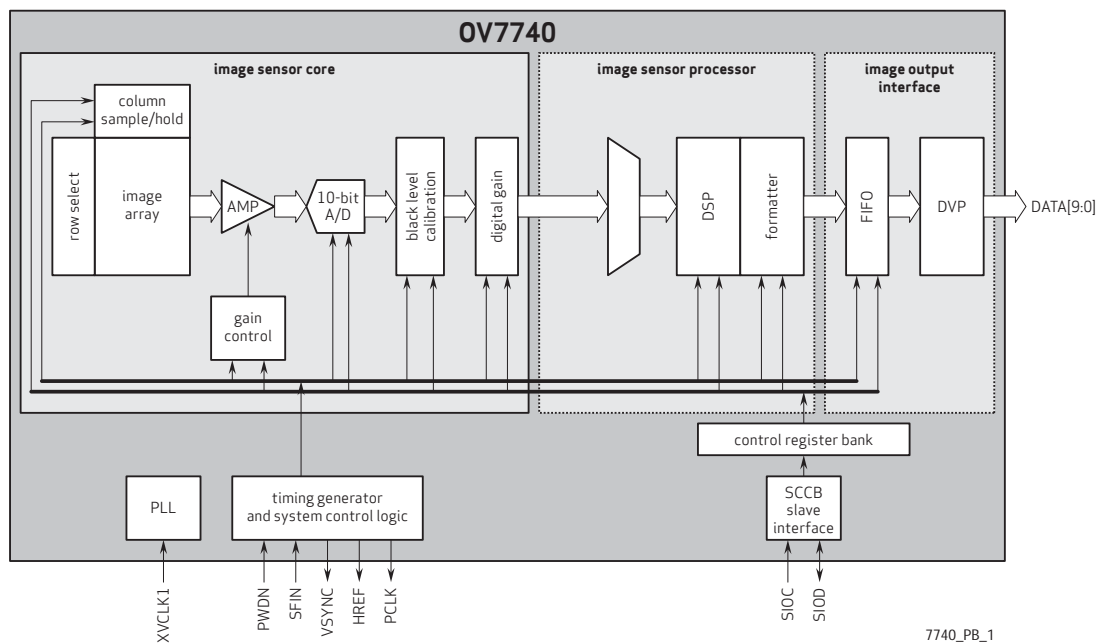 OV7740
image sensor core
image sensor processor
image output
interface
column
sample/hold
row select
image
array
AMP
10-bit
A/D
black level
calibration
digital gain
DSP
formatter
FIFO
DVP
DATA[9:0]
gain
control
control register bank
PLL
timing generator
and system control logic
SCCB
slave
interface
XVCLK1
PWDN
SFIN
VSYNC
HREF
PCLK
SIOC
SIOD
7740_PB_1